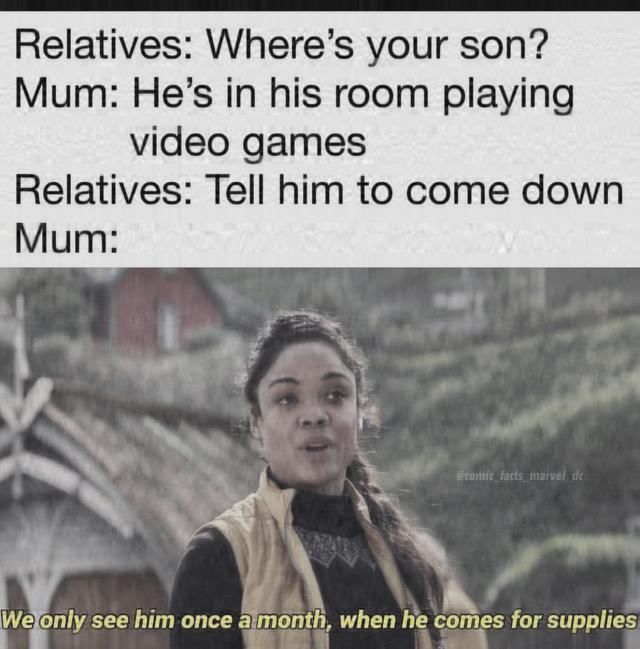 Relatives: Where's your son?
Mum: He's in his room playing
video games
Relatives: Tell him to come down
Mum:
@comic_facts_marvel_dc
We only see him once a month, when he comes for supplies